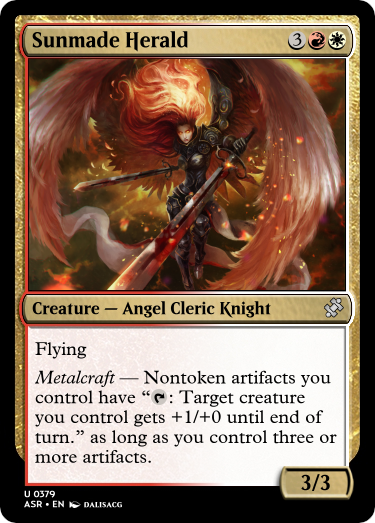 Sunmade Herald 3
Creature — Angel Cleric Knight
Flying
Metalcraft — Nontoken artifacts you
control have “: Target creature
you control gets +1/+0 until end of
turn.” as long as you control three or
more artifacts.
3/3
U 0379
ASR • EN DALISACG